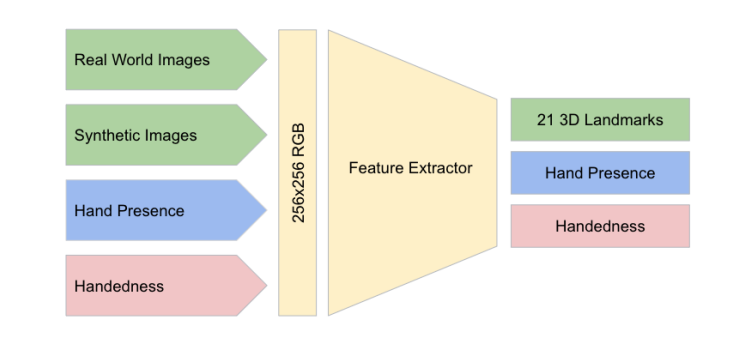 Real World Images
Synthetic Images
Hand Presence
Handedness
256x256 RGB
Feature Extractor
21 3D Landmarks
Hand Presence
Handedness